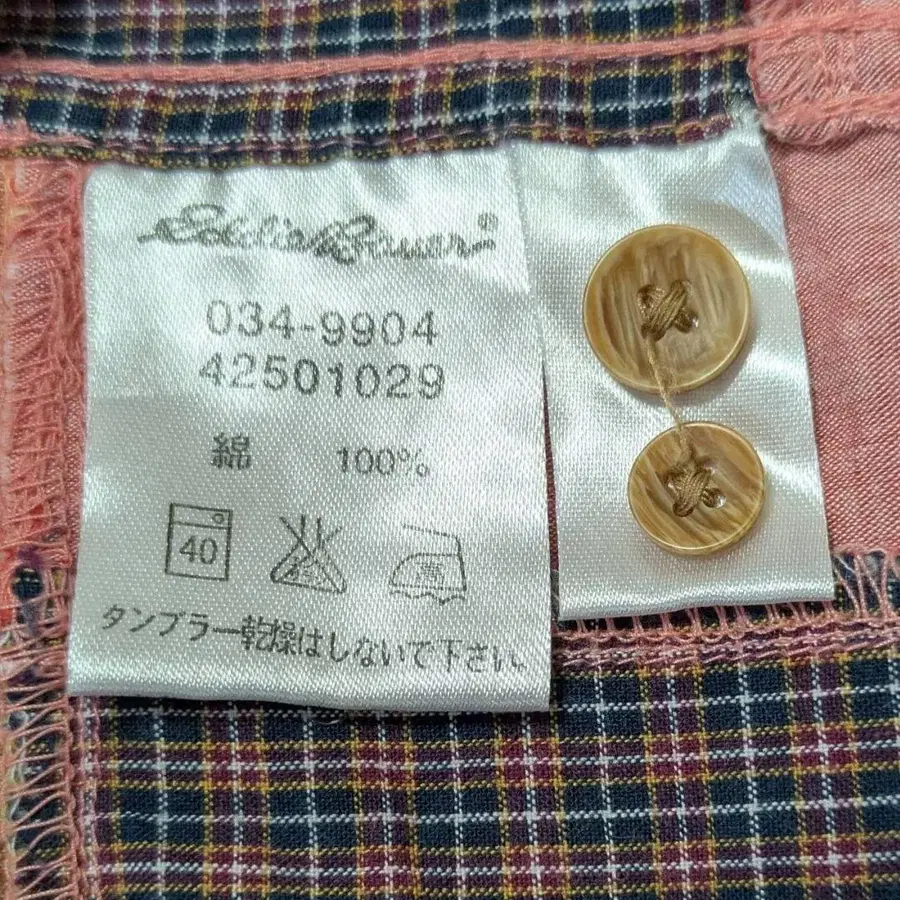 Eddie Bauer®
034-9904
42501029
綿 100%
40
高
タンブラー乾燥はしないで下さい。